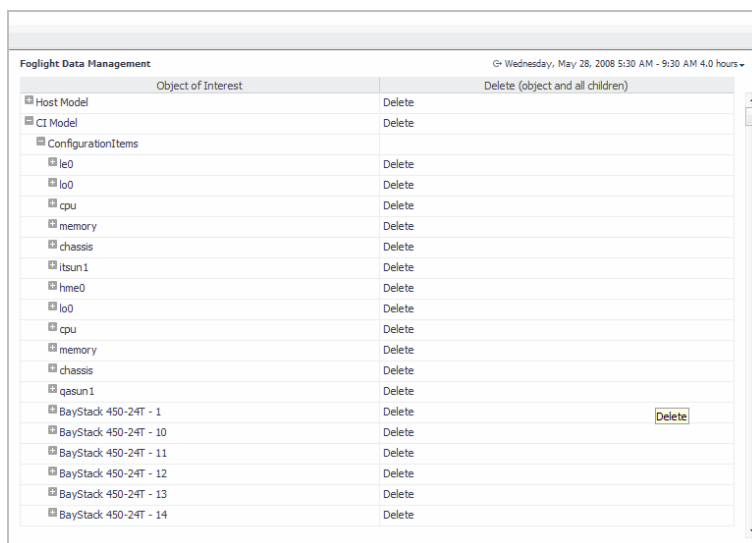 Foglight Data Management G+ Wednesday, May 28, 2008 5:30 AM - 9:30 AM 4.0 hours
Object of Interest Delete (object and all children)
Host Model Delete
CI Model Delete
ConfigurationItems
le0 Delete
lo0 Delete
cpu Delete
memory Delete
chassis Delete
itsun1 Delete
hme0 Delete
lo0 Delete
cpu Delete
memory Delete
chassis Delete
qasun1 Delete
BayStack 450-24T - 1 Delete Delete
BayStack 450-24T - 10 Delete
BayStack 450-24T - 11 Delete
BayStack 450-24T - 12 Delete
BayStack 450-24T - 13 Delete
BayStack 450-24T - 14 Delete